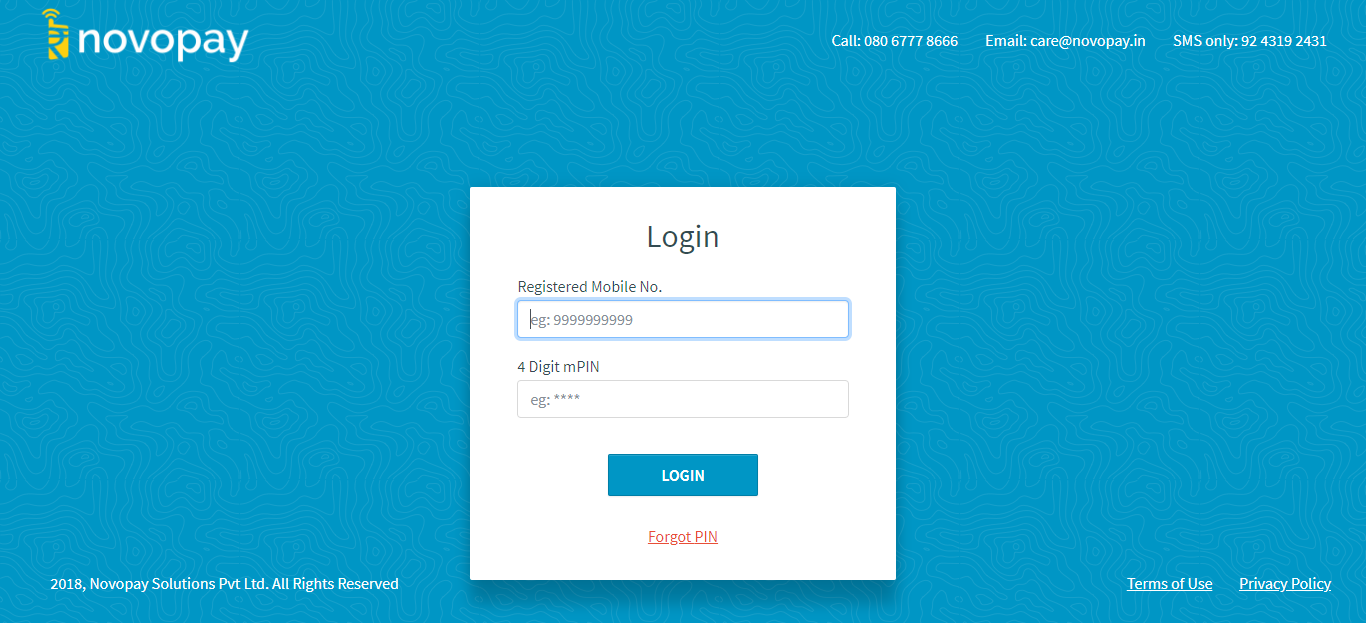 novopay
Call: 080 6777 8666 Email: care@novopay.in SMS only: 92 4319 2431
Login
Registered Mobile No.
eg: 9999999999
4 Digit mPIN
eg: ****
LOGIN
Forgot PIN
2018, Novopay Solutions Pvt Ltd. All Rights Reserved Terms of Use Privacy Policy